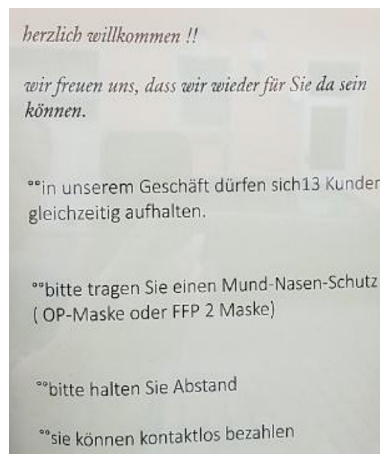 herzlich willkommen !!
wir freuen uns, dass wir wieder für Sie da sein
können.
°°in unserem Geschäft dürfen sich13 Kunden
gleichzeitig aufhalten.
°°bitte tragen Sie einen Mund-Nasen-Schutz
( OP-Maske oder FFP 2 Maske)
°°bitte halten Sie Abstand
°°sie können kontaktlos bezahlen